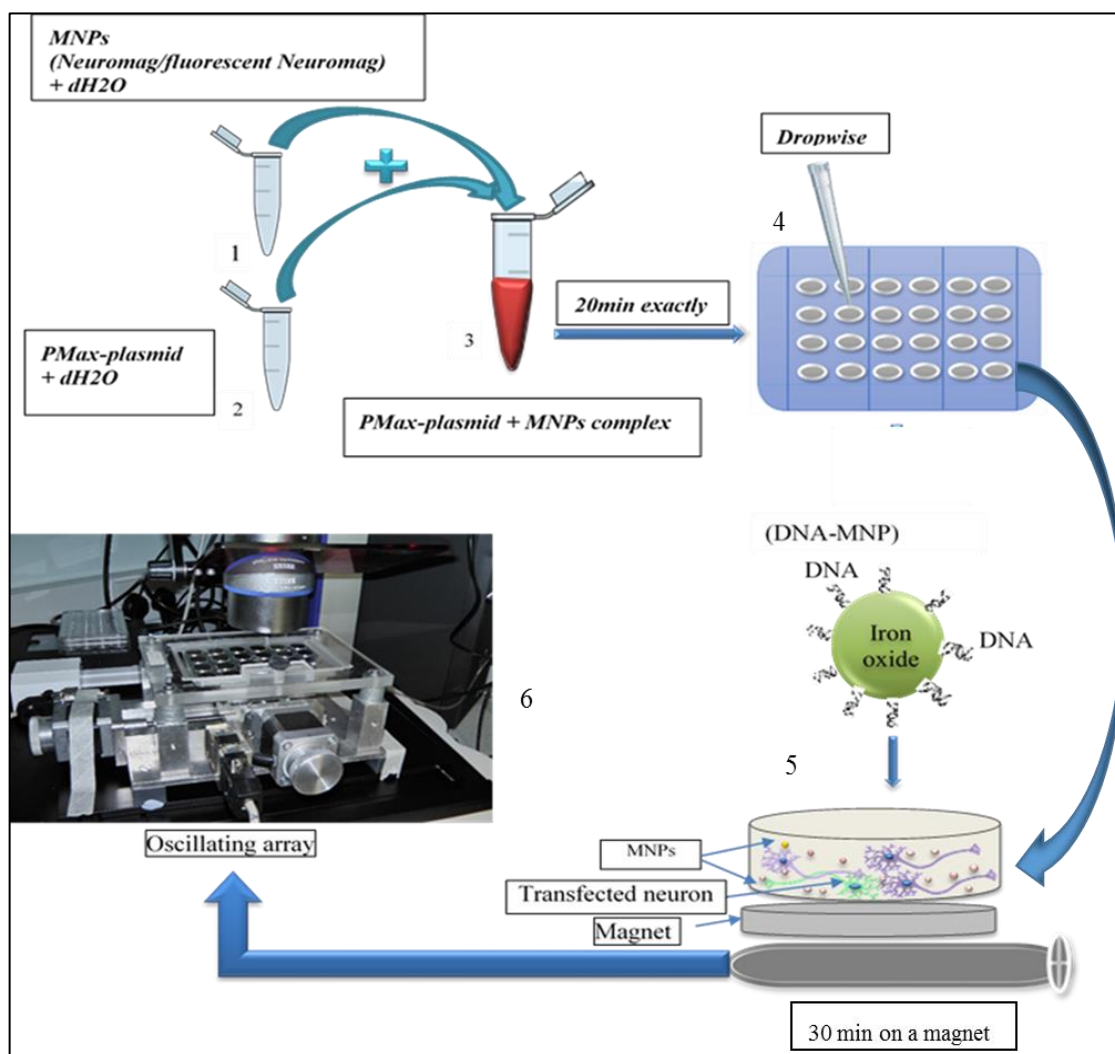 MNPs
(Neuromag/fluorescent Neuromag)
+ dH2O
1
PMax-plasmid
+ dH2O
2
3
PMax-plasmid + MNPs complex
20min exactly
Dropwise
4
(DNA-MNP)
DNA
Iron
oxide
DNA
5
MNPs
Transfected neuron
Magnet
30 min on a magnet
6
Oscillating array